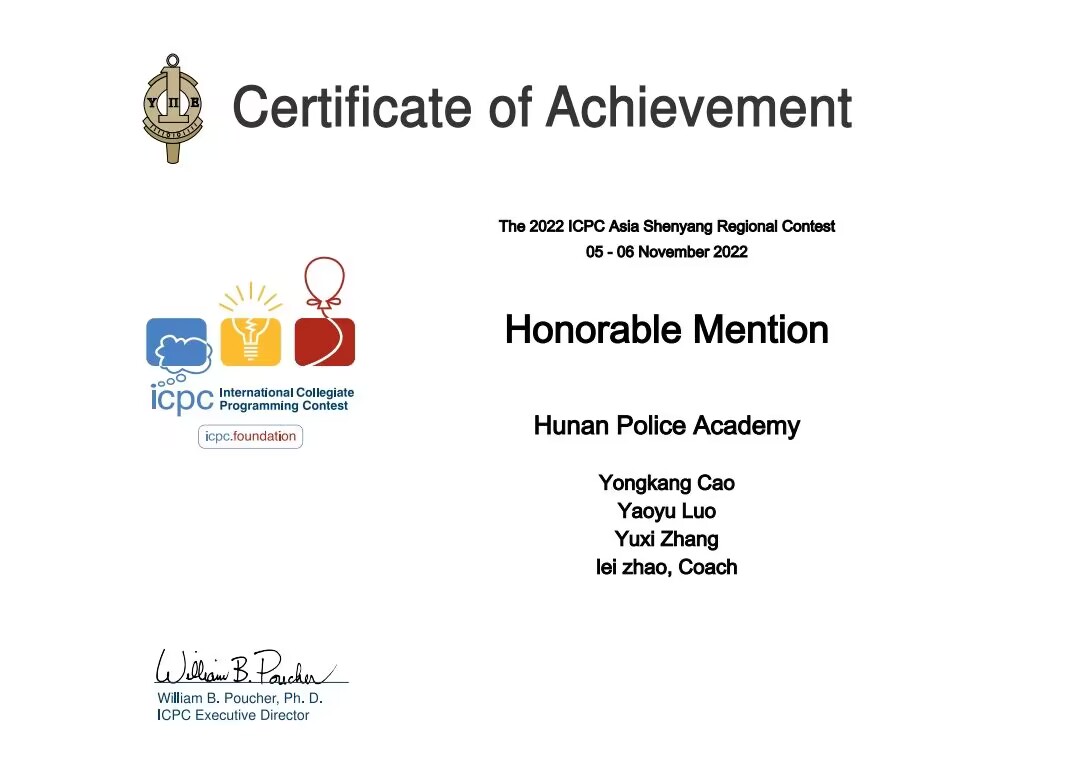 Certificate of Achievement
Υ Π Ε
The 2022 ICPC Asia Shenyang Regional Contest
05 - 06 November 2022
Honorable Mention
icpc International Collegiate
Programming Contest
icpc.foundation
Hunan Police Academy
Yongkang Cao
Yaoyu Luo
Yuxi Zhang
lei zhao, Coach
William B. Poucher
William B. Poucher, Ph. D.
ICPC Executive Director